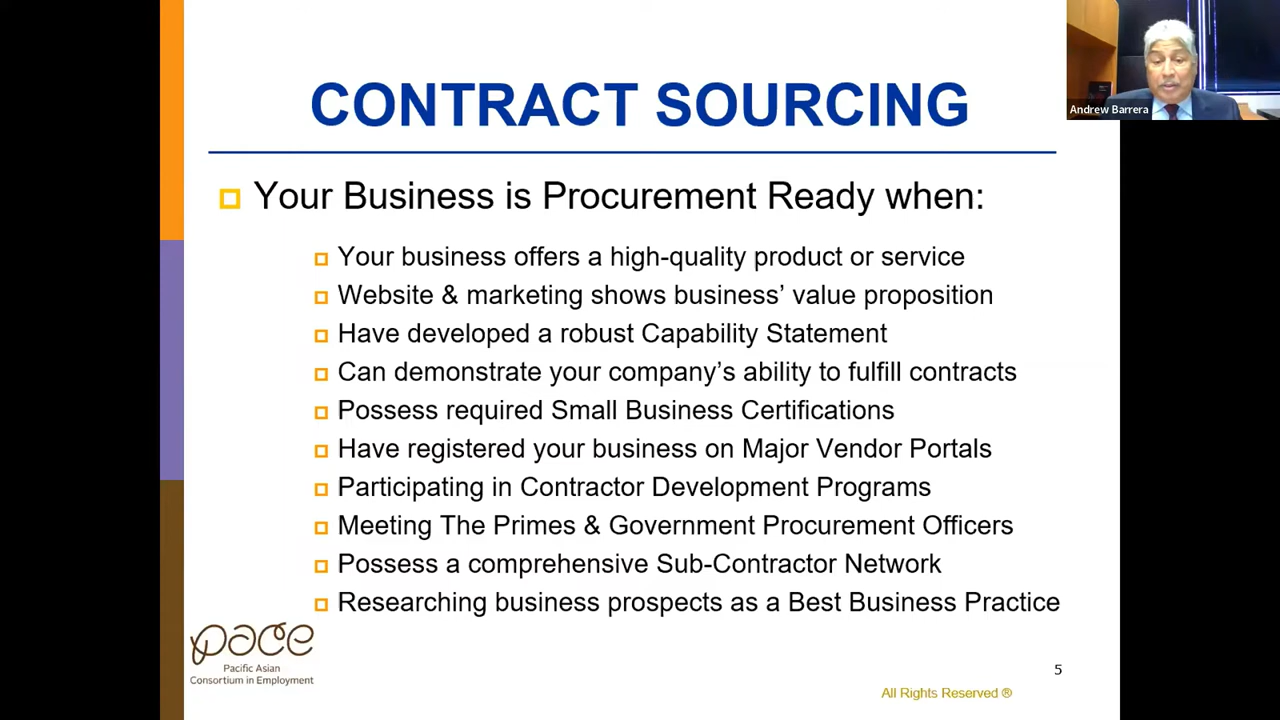 CONTRACT SOURCING
Andrew Barrera
Your Business is Procurement Ready when:
Your business offers a high-quality product or service
Website & marketing shows business’ value proposition
Have developed a robust Capability Statement
Can demonstrate your company’s ability to fulfill contracts
Possess required Small Business Certifications
Have registered your business on Major Vendor Portals
Participating in Contractor Development Programs
Meeting The Primes & Government Procurement Officers
Possess a comprehensive Sub-Contractor Network
Researching business prospects as a Best Business Practice
pace
Pacific Asian
Consortium in Employment
5
All Rights Reserved ®